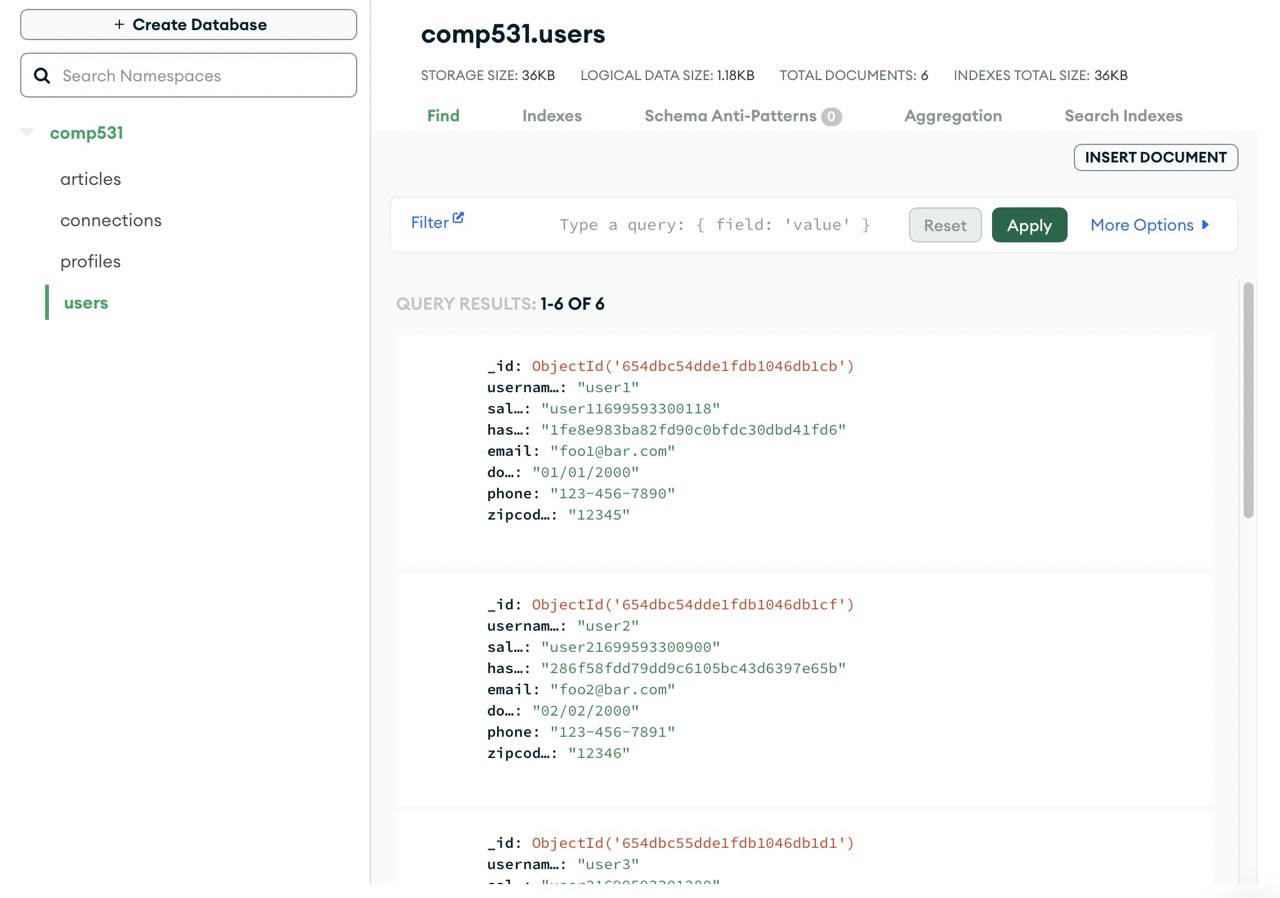 + Create Database
Search Namespaces
comp531
articles
connections
profiles
users
comp531.users
STORAGE SIZE: 36KB LOGICAL DATA SIZE: 1.18KB TOTAL DOCUMENTS: 6 INDEXES TOTAL SIZE: 36KB
Find Indexes Schema Anti-Patterns 0 Aggregation Search Indexes
INSERT DOCUMENT
Filter Type a query: { field: 'value' } Reset Apply More Options
QUERY RESULTS: 1-6 OF 6
_id: ObjectId('654dbc54dde1fdb1046db1cb')
usernam…: "user1"
sal…: "user11699593300118"
has…: "1fe8e983ba82fd90c0bfdc30dbd41fd6"
email: "foo1@bar.com"
do…: "01/01/2000"
phone: "123-456-7890"
zipcod…: "12345"
_id: ObjectId('654dbc54dde1fdb1046db1cf')
usernam…: "user2"
sal…: "user21699593300900"
has…: "286f58fdd79dd9c6105bc43d6397e65b"
email: "foo2@bar.com"
do…: "02/02/2000"
phone: "123-456-7891"
zipcod…: "12346"
_id: ObjectId('654dbc55dde1fdb1046db1d1')
usernam…: "user3"